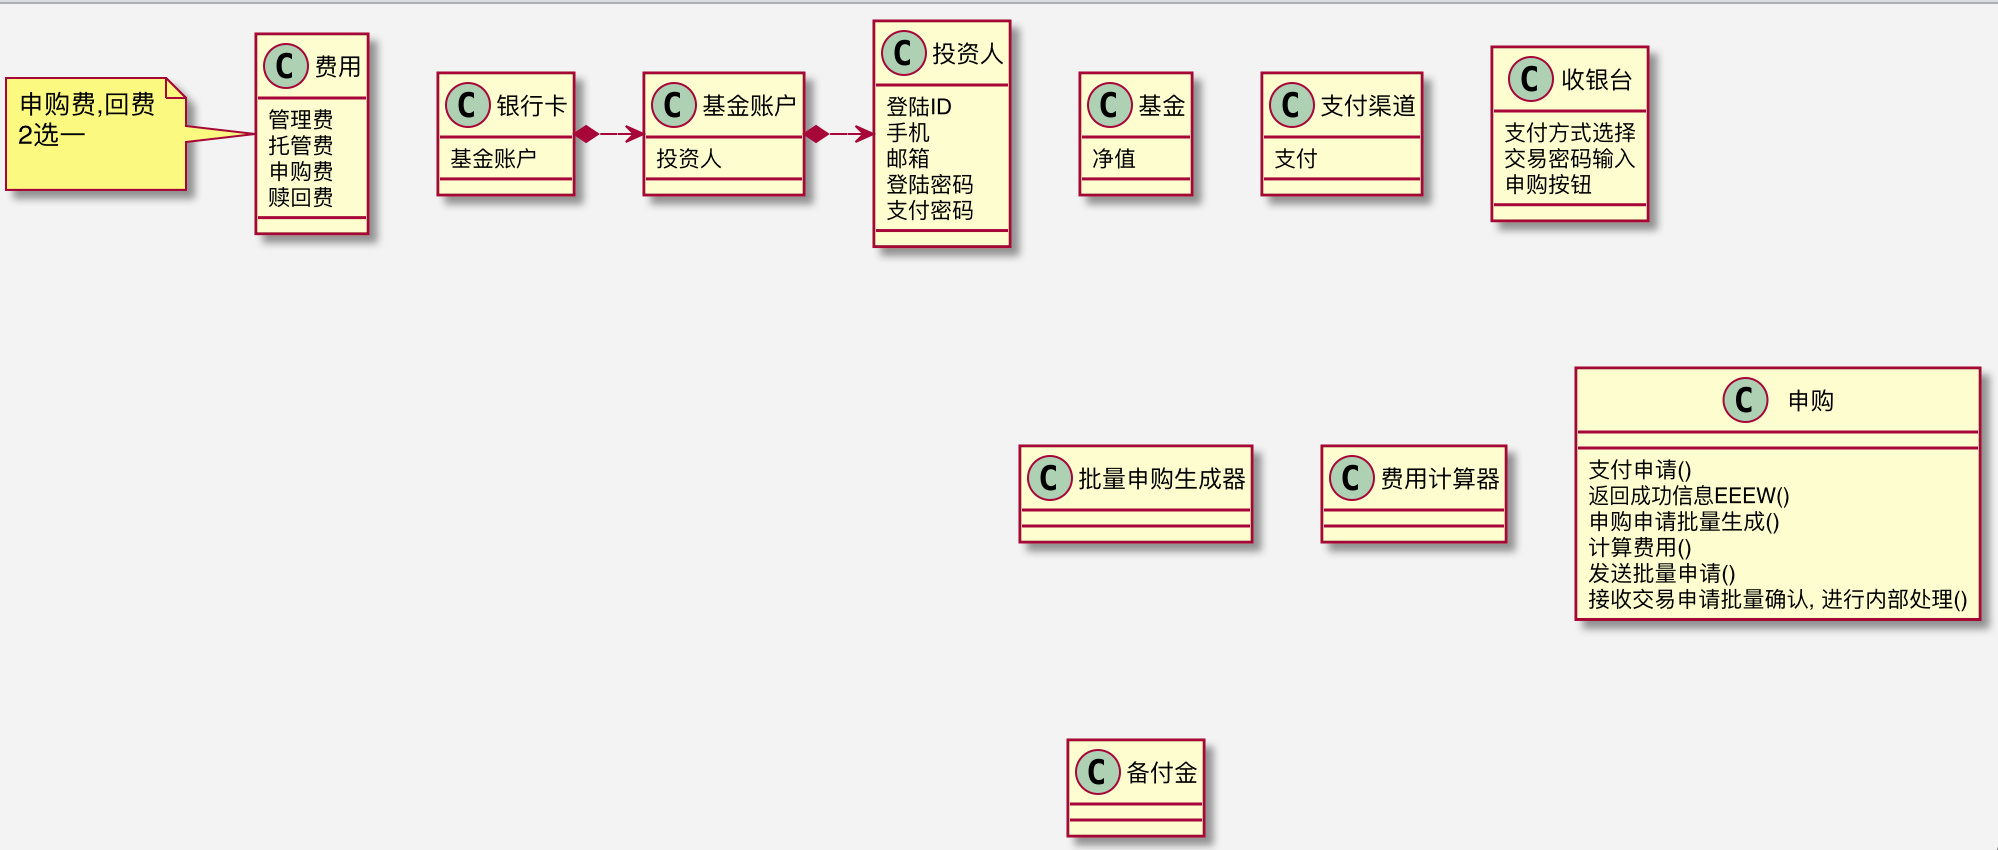 申购费,回费
2选一
C 费用
管理费
托管费
申购费
赎回费
C 银行卡
基金账户
C 基金账户
投资人
C 投资人
登陆ID
手机
邮箱
登陆密码
支付密码
C 基金
净值
C 支付渠道
支付
C 收银台
支付方式选择
交易密码输入
申购按钮
C 批量申购生成器
C 费用计算器
C 申购
支付申请()
返回成功信息EEEW()
申购申请批量生成()
计算费用()
发送批量申请()
接收交易申请批量确认, 进行内部处理()
C 备付金